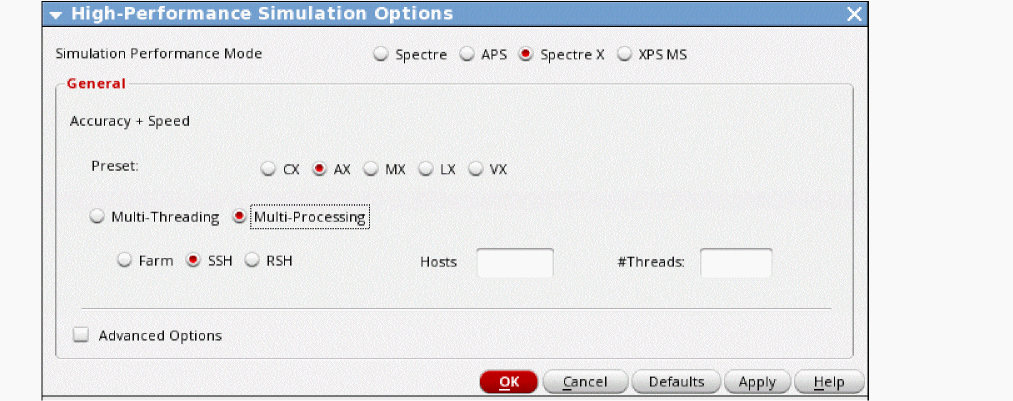 High-Performance Simulation Options
Simulation Performance Mode Spectre APS Spectre X XPS MS
General
Accuracy + Speed
Preset: CX AX MX LX VX
Multi-Threading Multi-Processing
Farm SSH RSH Hosts #Threads:
Advanced Options
OK Cancel Defaults Apply Help